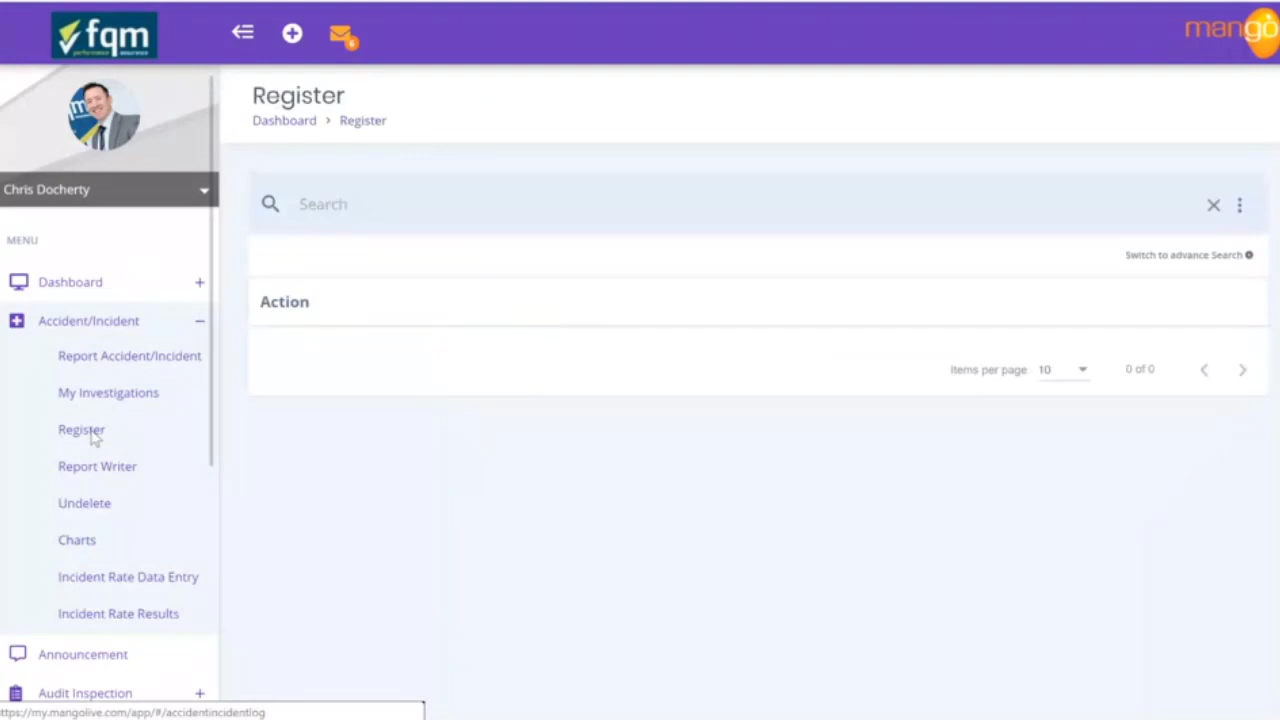 fqm
performance assurance
6
mango
Register
Dashboard › Register
Chris Docherty
Search
MENU
Switch to advance Search
Dashboard
Action
Accident/Incident
Report Accident/Incident
Items per page 10 0 of 0
My Investigations
Register
Report Writer
Undelete
Charts
Incident Rate Data Entry
Incident Rate Results
Announcement
Audit Inspection
ttps://my.mangolive.com/app/#/accidentincidentlog